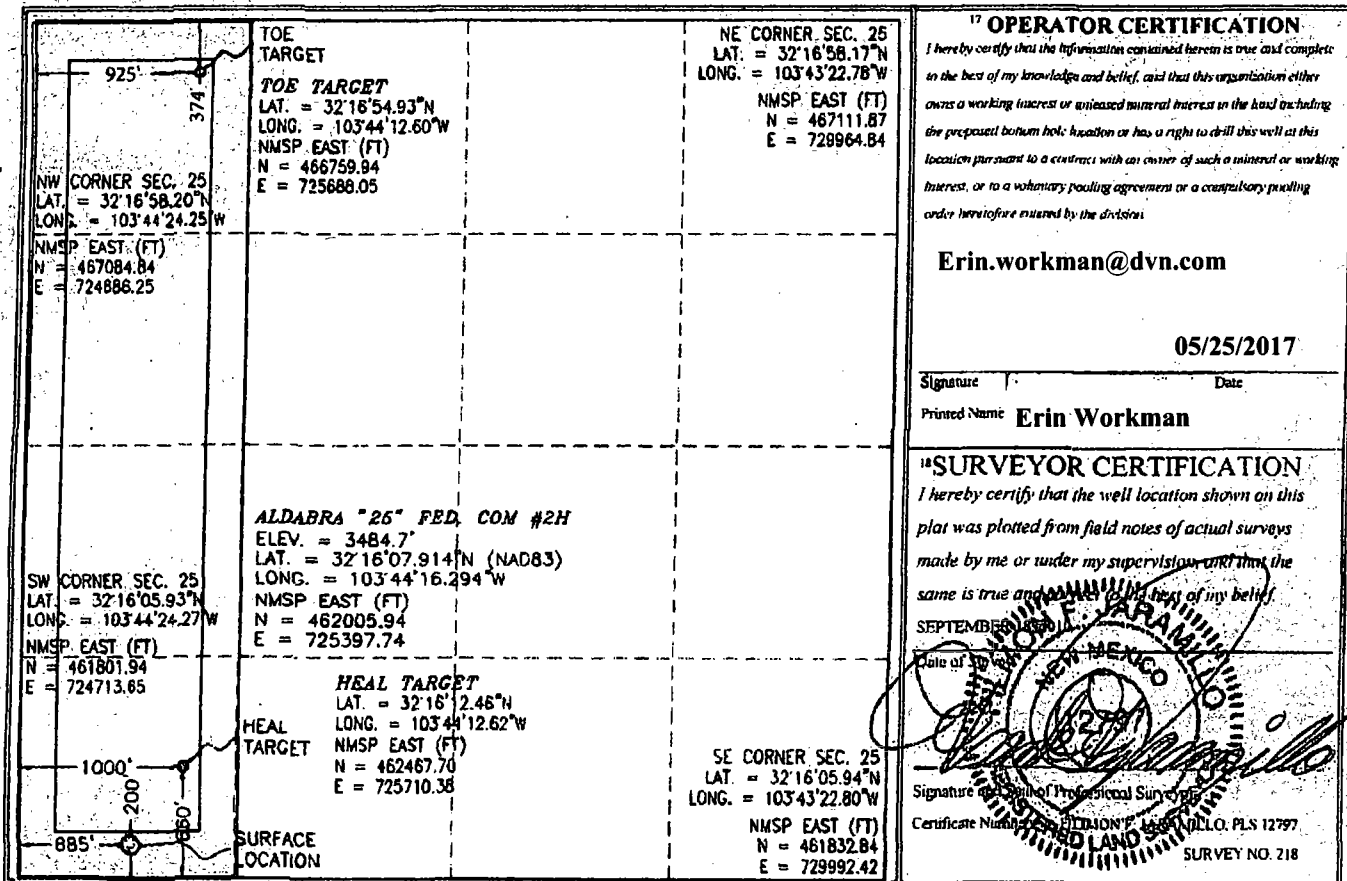 925'
374'
TOE
TARGET
TOE TARGET
LAT. = 32°16'54.93"N
LONG. = 103°44'12.60"W
NMSP EAST (FT)
N = 466759.94
E = 725688.05
NE CORNER SEC. 25
LAT. = 32°16'58.17"N
LONG. = 103°43'22.78"W
NMSP EAST (FT)
N = 467111.87
E = 729964.84
NW CORNER SEC. 25
LAT. = 32°16'58.20"N
LONG. = 103°44'24.25"W
NMSP EAST (FT)
N = 467084.84
E = 724886.25
ALDABRA "25" FED. COM #2H
ELEV. = 3484.7'
LAT. = 32°16'07.914"N (NAD83)
LONG. = 103°44'16.294"W
NMSP EAST (FT)
N = 462005.94
E = 725397.74
SW CORNER SEC. 25
LAT. = 32°16'05.93"N
LONG. = 103°44'24.27"W
NMSP EAST (FT)
N = 461801.94
E = 724713.65
HEAL TARGET
LAT. = 32°16'12.46"N
LONG. = 103°44'12.62"W
NMSP EAST (FT)
N = 462467.70
E = 725710.38
HEAL
TARGET
1000'
200'
660'
885'
SURFACE
LOCATION
SE CORNER SEC. 25
LAT. = 32°16'05.94"N
LONG. = 103°43'22.80"W
NMSP EAST (FT)
N = 461832.84
E = 729992.42
17 OPERATOR CERTIFICATION
I hereby certify that the information contained herein is true and complete
to the best of my knowledge and belief, and that this organization either
owns a working interest or unleased mineral interest in the land including
the proposed bottom hole location or has a right to drill this well at this
location pursuant to a contract with an owner of such a mineral or working
interest, or to a voluntary pooling agreement or a compulsory pooling
order heretofore entered by the division.
Erin.workman@dvn.com
05/25/2017
Signature Date
Printed Name Erin Workman
18 SURVEYOR CERTIFICATION
I hereby certify that the well location shown on this
plat was plotted from field notes of actual surveys
made by me or under my supervision, and that the
same is true and best of my belief.
SEPTEMBER
Date of
JARAMILLO
NEW MEXICO
Signature and Seal of Professional Surveyor
Certificate Number JARAMILLO, PLS 12797
SURVEY NO. 218